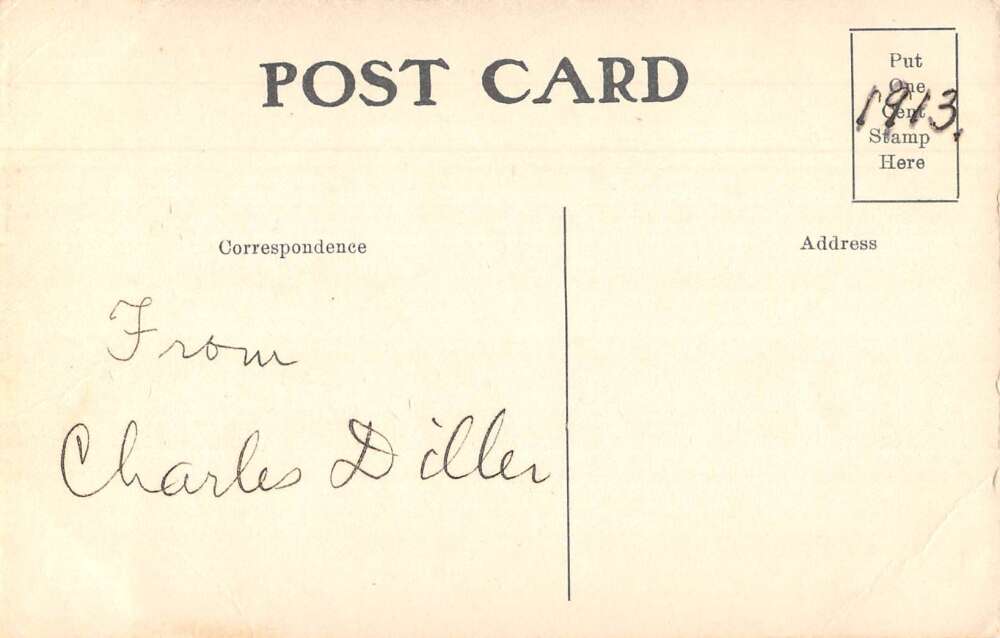 POST CARD
Put
One
Cent
Stamp
Here
1913.
Correspondence
Address
From
Charles Diller